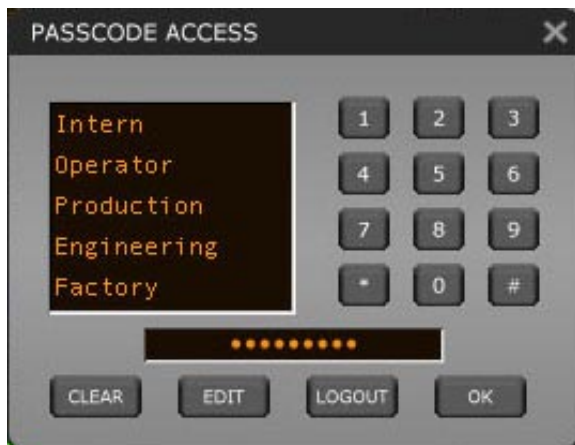 PASSCODE ACCESS
Intern
Operator
Production
Engineering
Factory
1 2 3
4 5 6
7 8 9
* 0 #
•••••••••
CLEAR EDIT LOGOUT OK